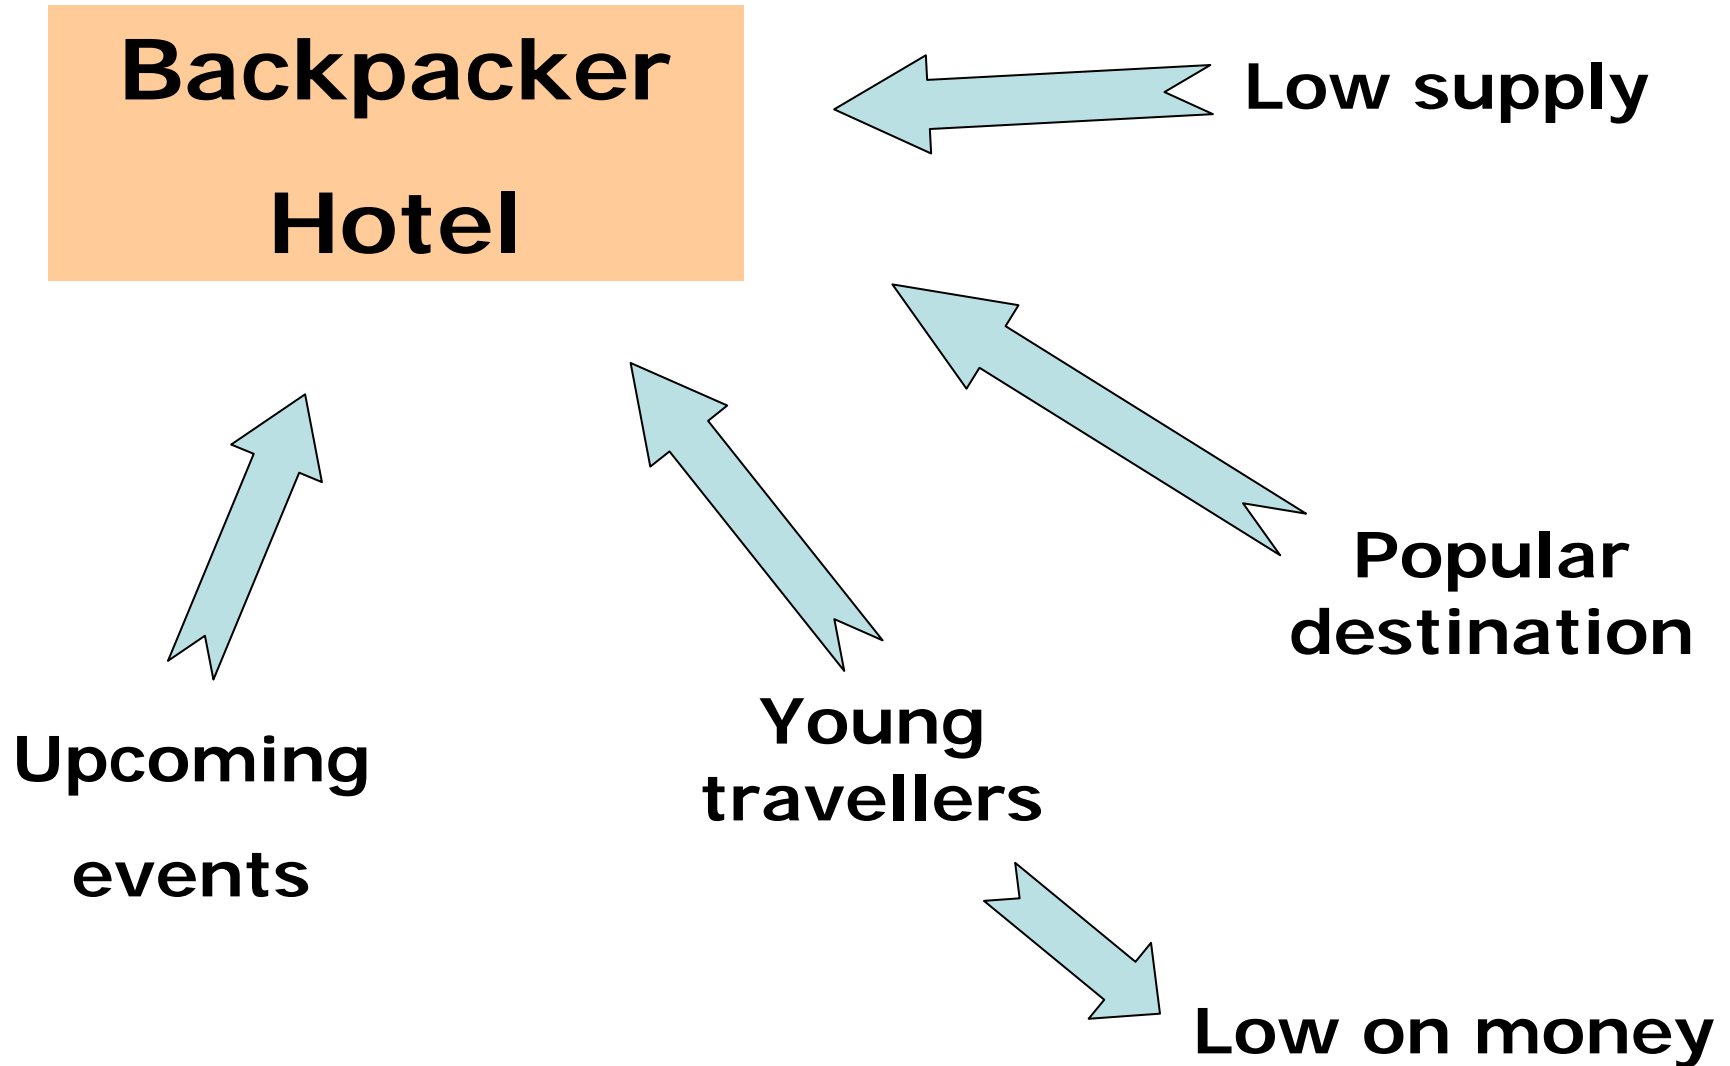 Backpacker
Hotel
Low supply
Popular
destination
Young
travellers
Upcoming
events
Low on money